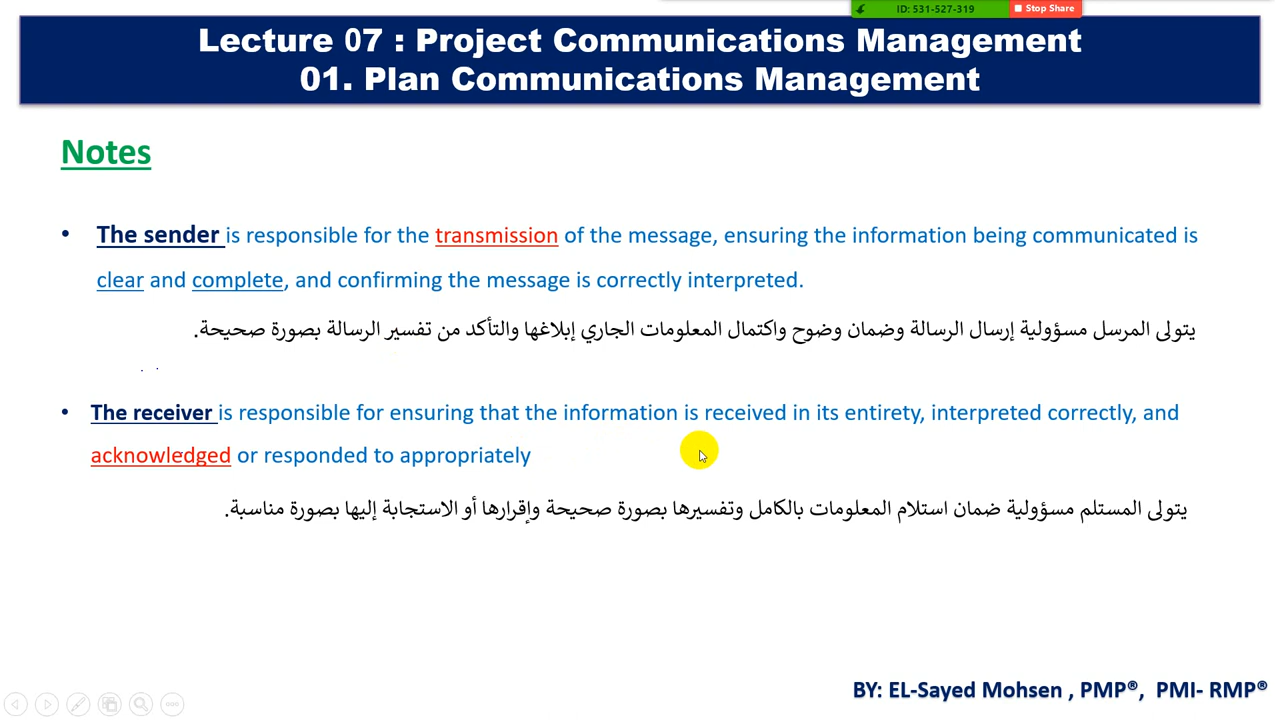 ID: 531-527-319
Stop Share
Lecture 07 : Project Communications Management
01. Plan Communications Management
Notes
• The sender is responsible for the transmission of the message, ensuring the information being communicated is
clear and complete, and confirming the message is correctly interpreted.
يتولى المرسل مسؤولية إرسال الرسالة وضمان وضوح واكتمال المعلومات الجاري إبلاغها والتأكد من تفسير الرسالة بصورة صحيحة.
• The receiver is responsible for ensuring that the information is received in its entirety, interpreted correctly, and
acknowledged or responded to appropriately
يتولى المستلم مسؤولية ضمان استلام المعلومات بالكامل وتفسيرها بصورة صحيحة وإقرارها أو الاستجابة إليها بصورة مناسبة.
BY: EL-Sayed Mohsen , PMP®, PMI- RMP®